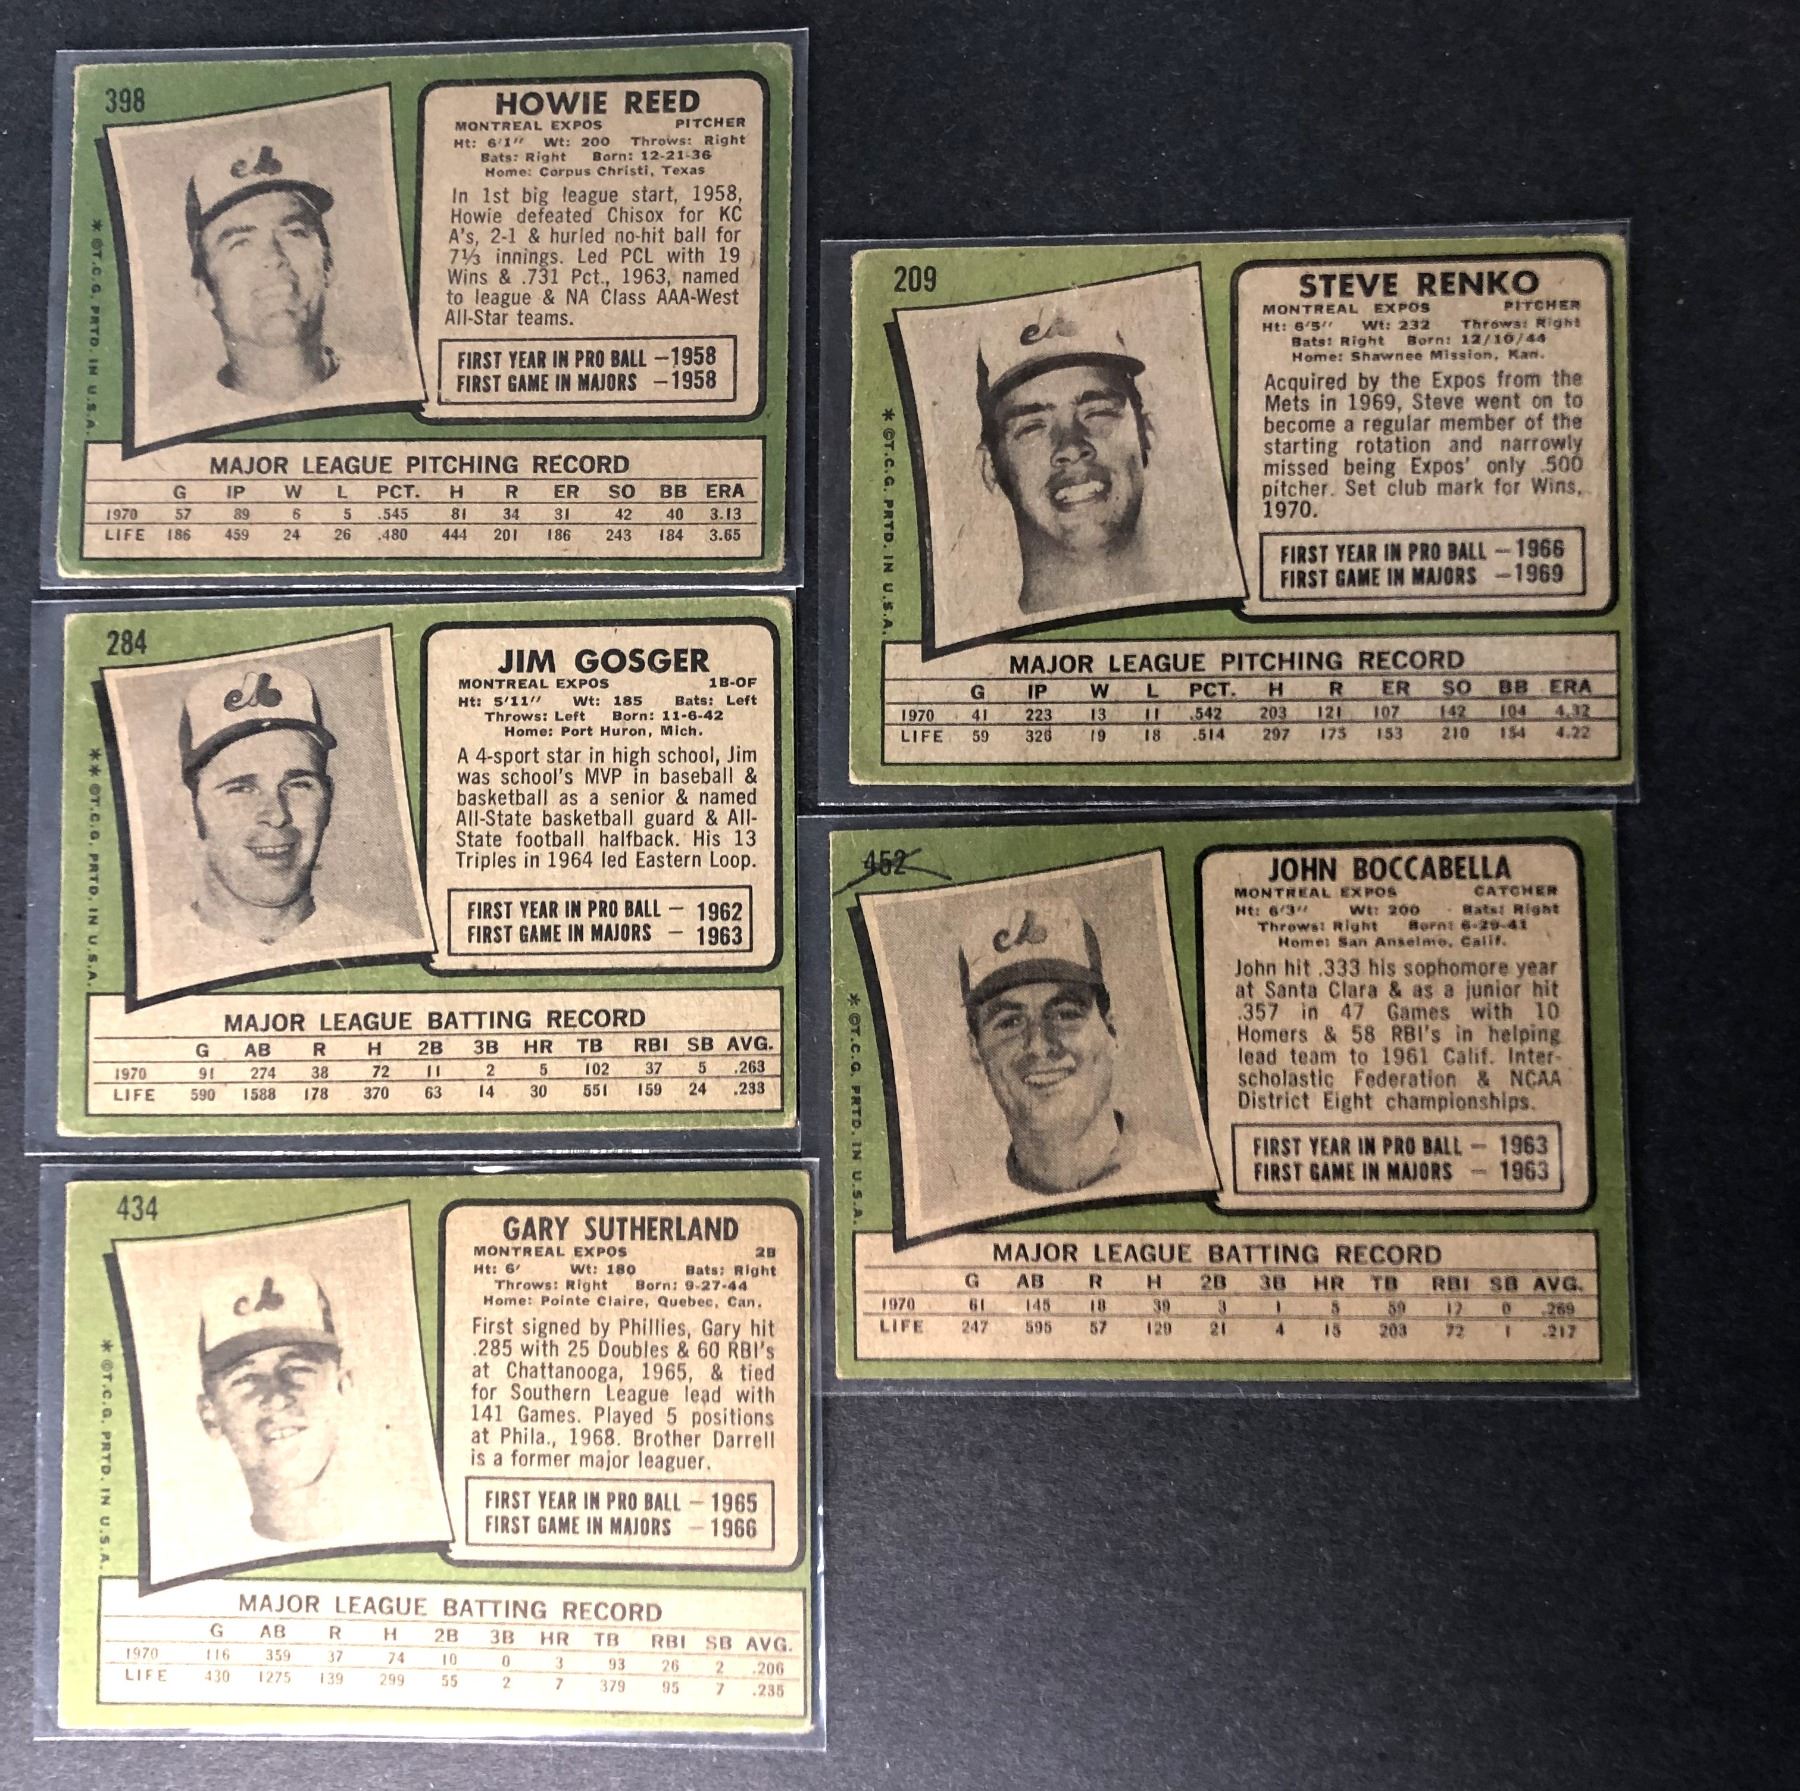 398
HOWIE REED
MONTREAL EXPOS PITCHER
Ht: 6'1" Wt: 200 Throws: Right
Bats: Right Born: 12-21-36
Home: Corpus Christi, Texas
In 1st big league start, 1958,
Howie defeated Chisox for KC
A's, 2-1 & hurled no-hit ball for
7⅓ innings. Led PCL with 19
Wins & .731 Pct., 1963, named
to league & NA Class AAA-West
All-Star teams.
FIRST YEAR IN PRO BALL —1958
FIRST GAME IN MAJORS —1958
* ©T.C.G. PRTD. IN U.S.A.
MAJOR LEAGUE PITCHING RECORD
G IP W L PCT. H R ER SO BB ERA
1970 57 89 6 5 .545 81 34 31 42 40 3.13
LIFE 186 459 24 26 .480 444 201 186 243 184 3.65
284
JIM GOSGER
MONTREAL EXPOS 1B-OF
Ht: 5'11" Wt: 185 Bats: Left
Throws: Left Born: 11-6-42
Home: Port Huron, Mich.
A 4-sport star in high school, Jim
was school's MVP in baseball &
basketball as a senior & named
All-State basketball guard & All-
State football halfback. His 13
Triples in 1964 led Eastern Loop.
FIRST YEAR IN PRO BALL — 1962
FIRST GAME IN MAJORS — 1963
** ©T.C.G. PRTD. IN U.S.A.
MAJOR LEAGUE BATTING RECORD
G AB R H 2B 3B HR TB RBI SB AVG.
1970 91 274 38 72 11 2 5 102 37 5 .263
LIFE 590 1588 178 370 63 14 30 551 159 24 .233
434
GARY SUTHERLAND
MONTREAL EXPOS 2B
Ht: 6' Wt: 180 Bats: Right
Throws: Right Born: 9-27-44
Home: Pointe Claire, Quebec, Can.
First signed by Phillies, Gary hit
.285 with 25 Doubles & 60 RBI's
at Chattanooga, 1965, & tied
for Southern League lead with
141 Games. Played 5 positions
at Phila., 1968. Brother Darrell
is a former major leaguer.
FIRST YEAR IN PRO BALL — 1965
FIRST GAME IN MAJORS — 1966
* ©T.C.G. PRTD. IN U.S.A.
MAJOR LEAGUE BATTING RECORD
G AB R H 2B 3B HR TB RBI SB AVG.
1970 116 359 37 74 10 0 3 93 26 2 .206
LIFE 430 1275 139 299 55 2 7 379 95 7 .235
209
STEVE RENKO
MONTREAL EXPOS PITCHER
Ht: 6'5" Wt: 232 Throws: Right
Bats: Right Born: 12/10/44
Home: Shawnee Mission, Kan.
Acquired by the Expos from the
Mets in 1969, Steve went on to
become a regular member of the
starting rotation and narrowly
missed being Expos' only .500
pitcher. Set club mark for Wins,
1970.
FIRST YEAR IN PRO BALL —1966
FIRST GAME IN MAJORS —1969
* ©T.C.G. PRTD. IN U.S.A.
MAJOR LEAGUE PITCHING RECORD
G IP W L PCT. H R ER SO BB ERA
1970 41 223 13 11 .542 203 121 107 142 104 4.32
LIFE 59 326 19 18 .514 297 175 153 210 154 4.22
452
JOHN BOCCABELLA
MONTREAL EXPOS CATCHER
Ht: 6'3" Wt: 200 Bats: Right
Throws: Right Born: 6-29-41
Home: San Anselmo, Calif.
John hit .333 his sophomore year
at Santa Clara & as a junior hit
.357 in 47 Games with 10
Homers & 58 RBI's in helping
lead team to 1961 Calif. Inter-
scholastic Federation & NCAA
District Eight championships.
FIRST YEAR IN PRO BALL — 1963
FIRST GAME IN MAJORS — 1963
* ©T.C.G. PRTD. IN U.S.A.
MAJOR LEAGUE BATTING RECORD
G AB R H 2B 3B HR TB RBI SB AVG.
1970 61 145 18 39 3 1 5 59 17 0 .269
LIFE 247 595 57 129 21 4 15 203 72 1 .217